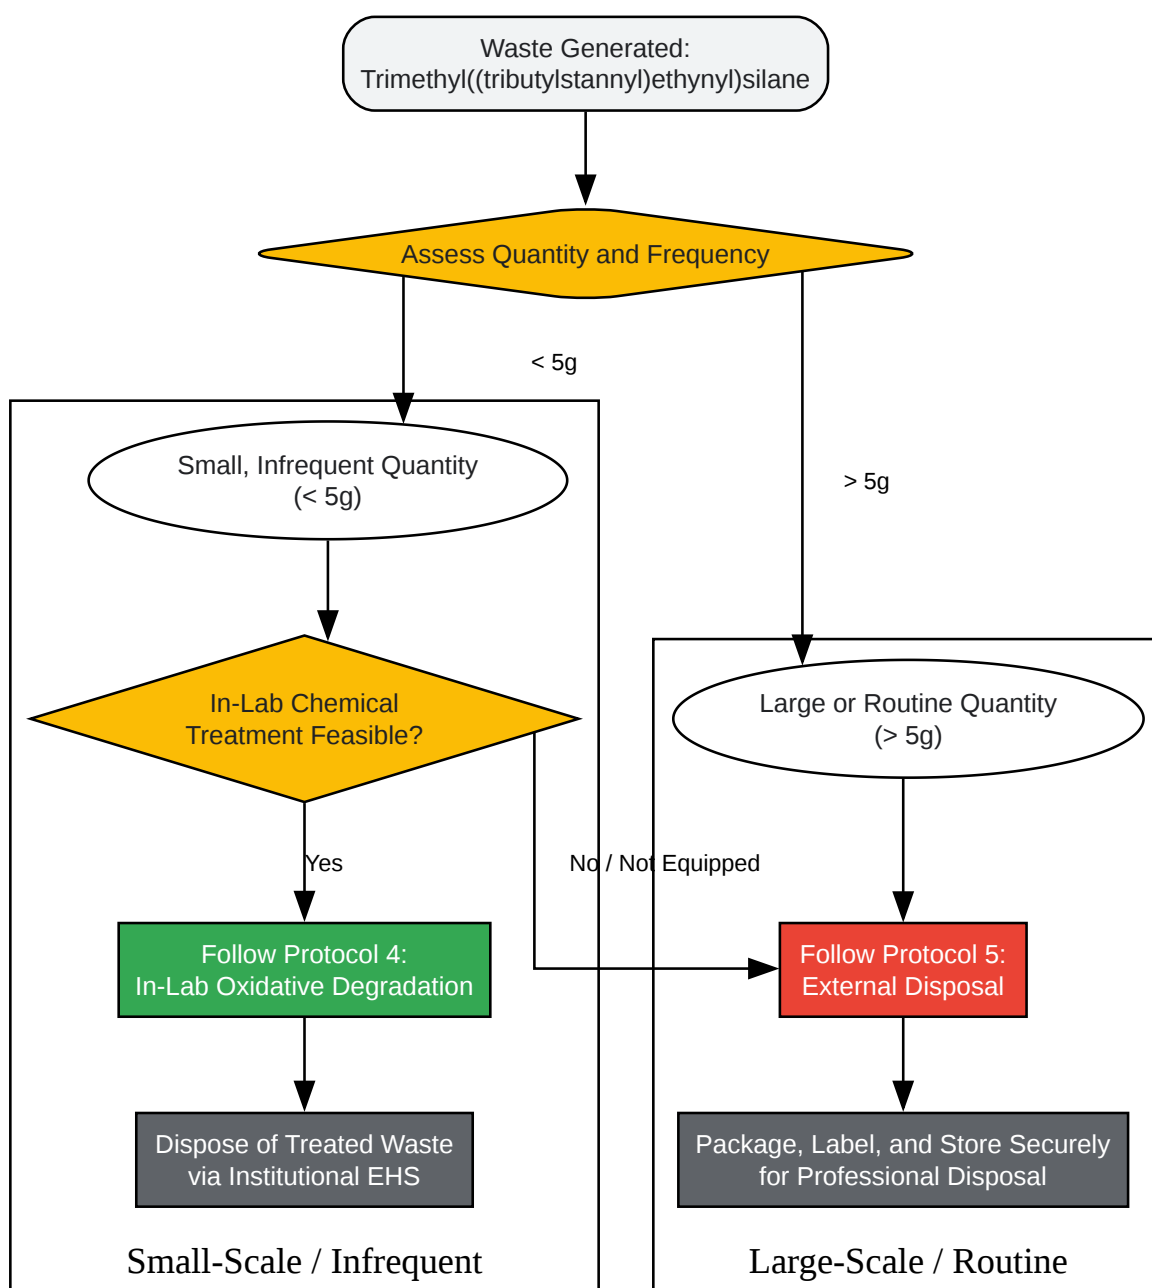 Waste Generated:
Trimethyl((tributylstannyl)ethynyl)silane
Assess Quantity and Frequency
< 5g
Small, Infrequent Quantity
(< 5g)
> 5g
In-Lab Chemical
Treatment Feasible?
Large or Routine Quantity
(> 5g)
Yes
No / Not Equipped
Follow Protocol 4:
In-Lab Oxidative Degradation
Follow Protocol 5:
External Disposal
Dispose of Treated Waste
via Institutional EHS
Package, Label, and Store Securely
for Professional Disposal
Small-Scale / Infrequent
Large-Scale / Routine